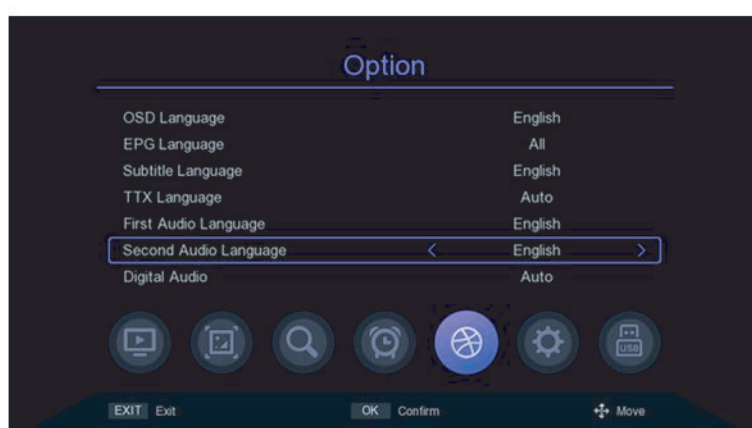 Option
OSD Language English
EPG Language All
Subtitle Language English
TTX Language Auto
First Audio Language English
Second Audio Language < English >
Digital Audio Auto
USB
EXIT Exit OK Confirm Move